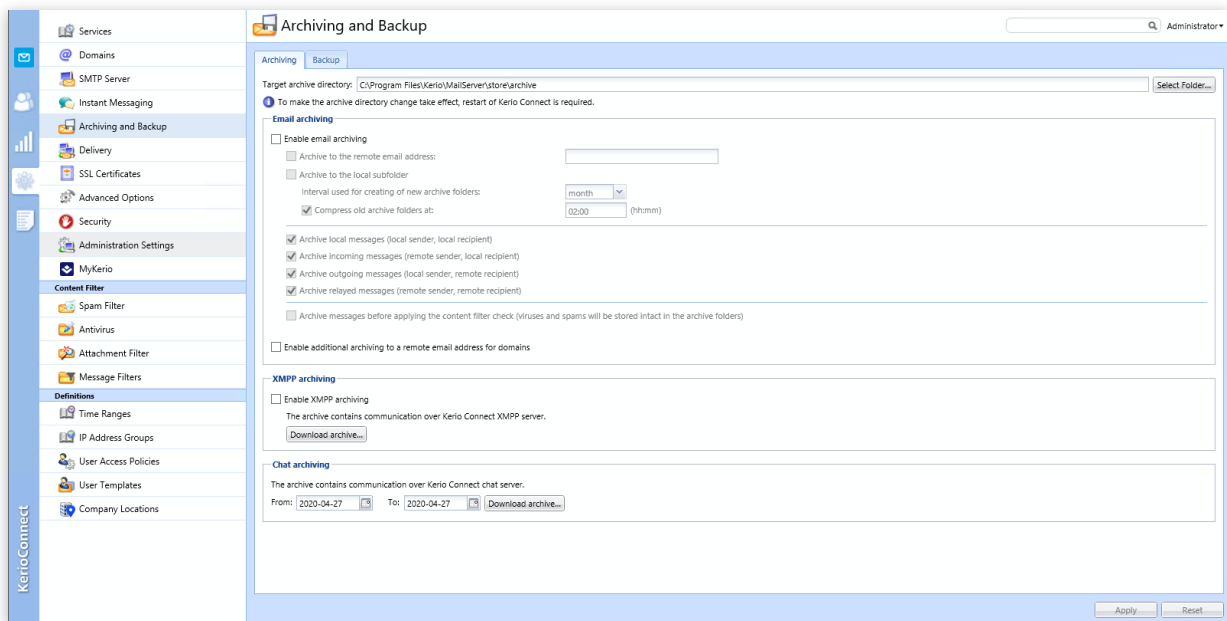 Archiving and Backup
Administrator
Services
Domains
SMTP Server
Instant Messaging
Archiving and Backup
Delivery
SSL Certificates
Advanced Options
Security
Administration Settings
MyKerio
Content Filter
Spam Filter
Antivirus
Attachment Filter
Message Filters
Definitions
Time Ranges
IP Address Groups
User Access Policies
User Templates
Company Locations
KerioConnect
Archiving
Backup
Target archive directory: C:\Program Files\Kerio\MailServer\store\archive Select Folder...
To make the archive directory change take effect, restart of Kerio Connect is required.
Email archiving
Enable email archiving
Archive to the remote email address:
Archive to the local subfolder
Interval used for creating of new archive folders: month
Compress old archive folders at: 02:00 (hh:mm)
Archive local messages (local sender, local recipient)
Archive incoming messages (remote sender, local recipient)
Archive outgoing messages (local sender, remote recipient)
Archive relayed messages (remote sender, remote recipient)
Archive messages before applying the content filter check (viruses and spams will be stored intact in the archive folders)
Enable additional archiving to a remote email address for domains
XMPP archiving
Enable XMPP archiving
The archive contains communication over Kerio Connect XMPP server.
Download archive...
Chat archiving
The archive contains communication over Kerio Connect chat server.
From: 2020-04-27 To: 2020-04-27 Download archive...
Apply Reset